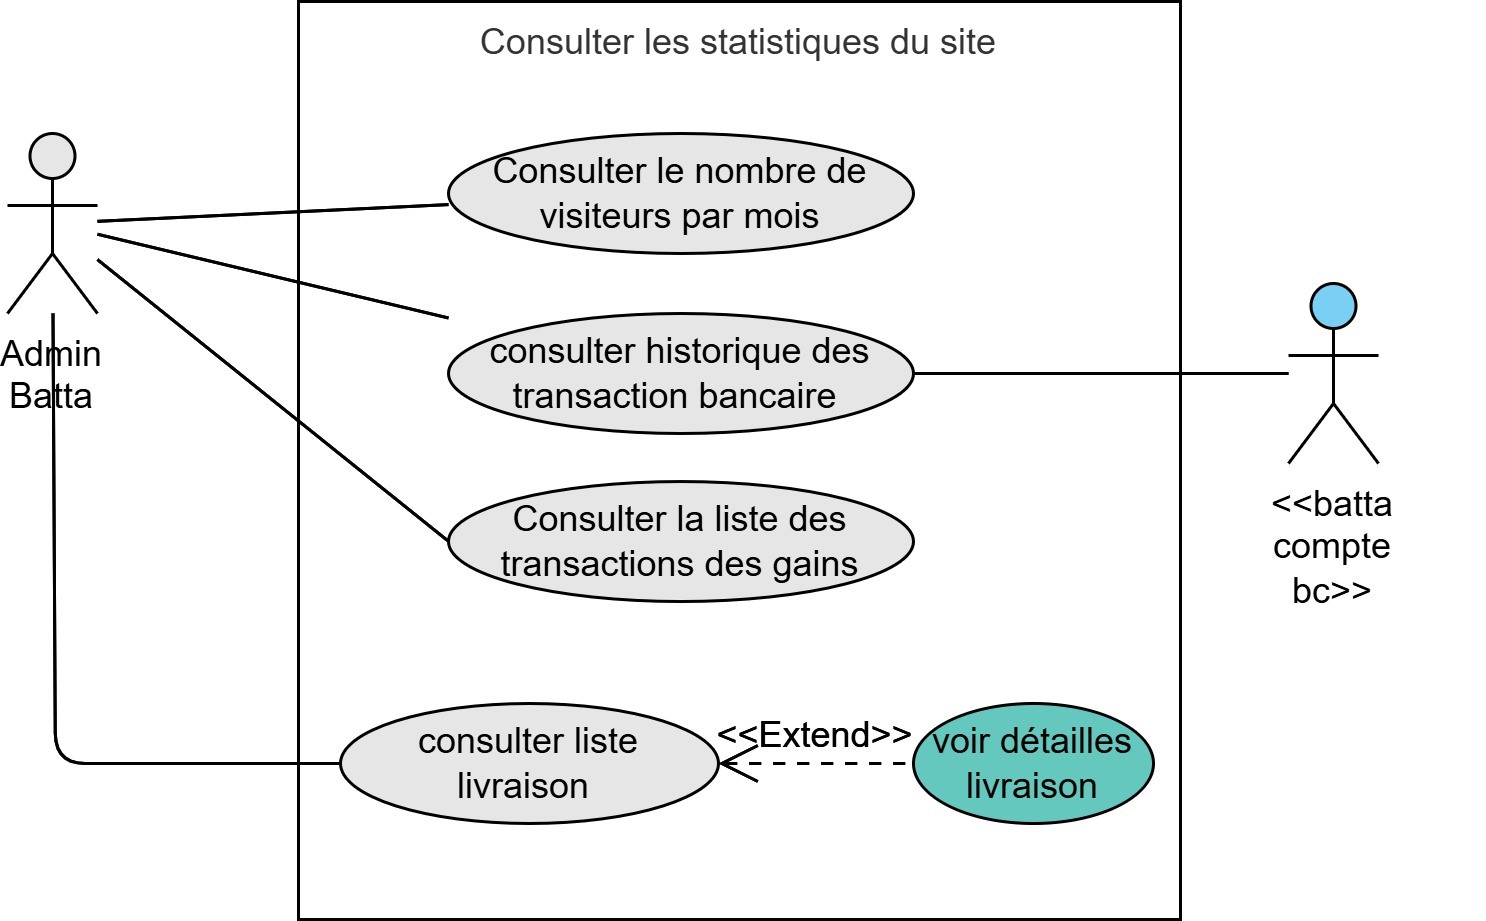 Consulter les statistiques du site
Consulter le nombre de
visiteurs par mois
Admin
Batta
consulter historique des
transaction bancaire
<<batta
compte
bc>>
Consulter la liste des
transactions des gains
consulter liste
livraison
<<Extend>>
voir détailles
livraison